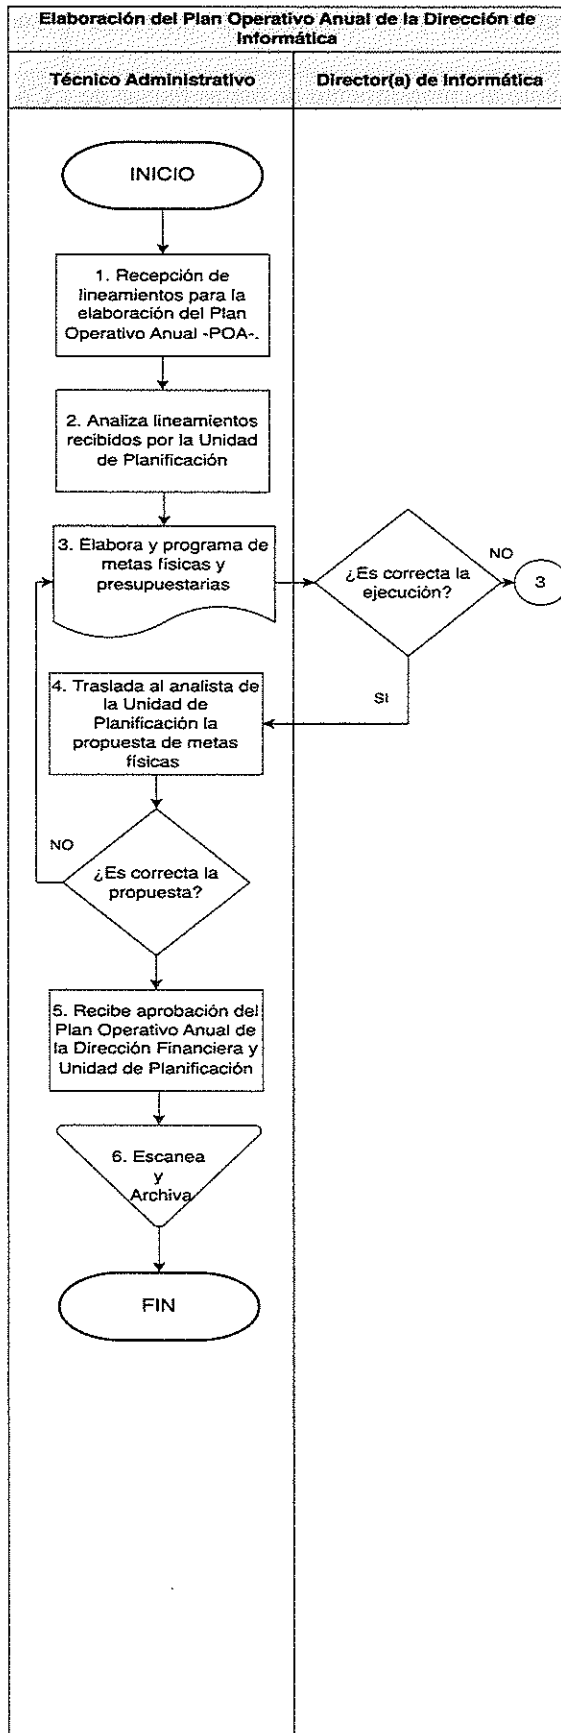 Elaboración del Plan Operativo Anual de la Dirección de
Informática
Técnico Administrativo
Director(a) de Informática
INICIO
1. Recepción de
lineamientos para la
elaboración del Plan
Operativo Anual -POA-.
2. Analiza lineamientos
recibidos por la Unidad
de Planificación
3. Elabora y programa de
metas físicas y
presupuestarias
¿Es correcta la
ejecución?
NO
3
SI
4. Traslada al analista de
la Unidad de
Planificación la
propuesta de metas
físicas
NO
¿Es correcta la
propuesta?
5. Recibe aprobación del
Plan Operativo Anual de
la Dirección Financiera y
Unidad de Planificación
6. Escanea
y
Archiva
FIN